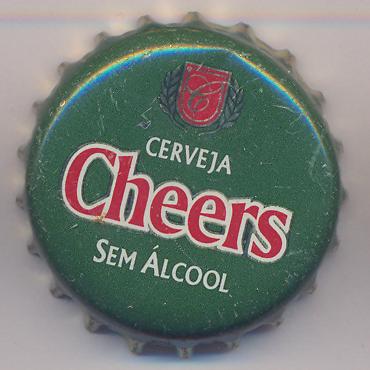 C
CERVEJA
Cheers
SEM ÁLCOOL